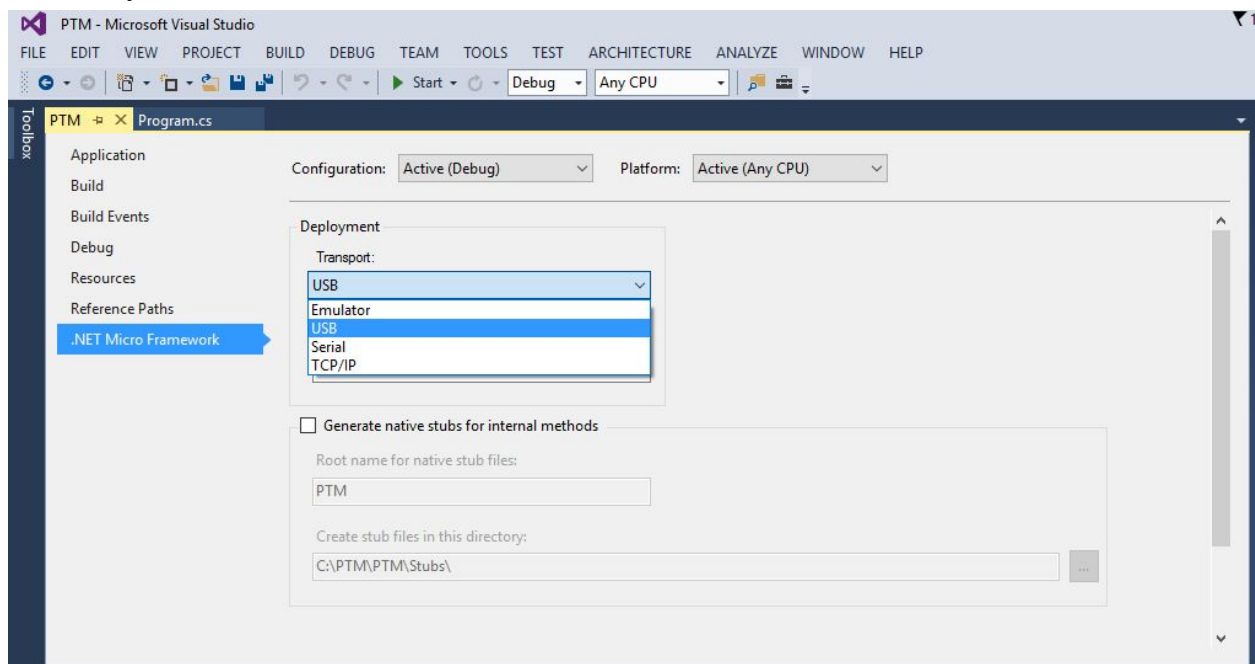 PTM - Microsoft Visual Studio
1
FILE EDIT VIEW PROJECT BUILD DEBUG TEAM TOOLS TEST ARCHITECTURE ANALYZE WINDOW HELP
Start Debug Any CPU
Toolbox
PTM Program.cs
Application
Build
Build Events
Debug
Resources
Reference Paths
.NET Micro Framework
Configuration: Active (Debug) Platform: Active (Any CPU)
Deployment
Transport:
USB
Emulator
USB
Serial
TCP/IP
Generate native stubs for internal methods
Root name for native stub files:
PTM
Create stub files in this directory:
C:\PTM\PTM\Stubs\
...